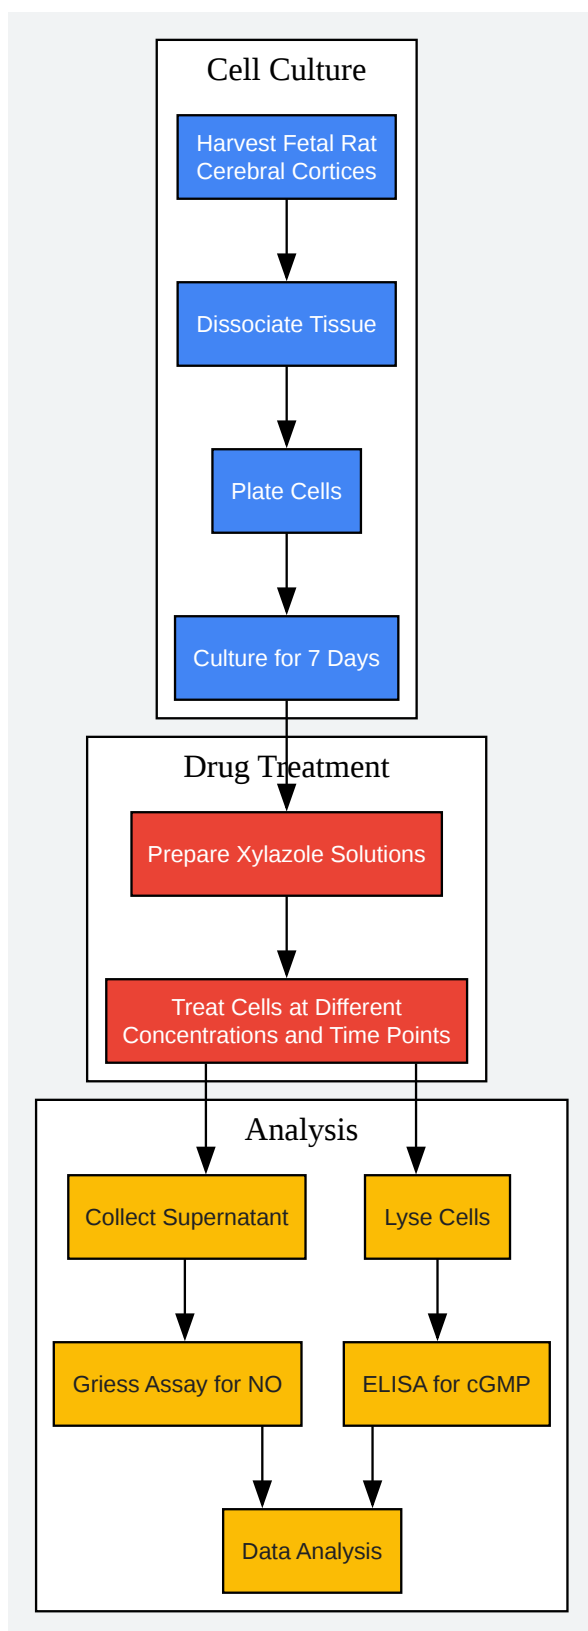 Cell Culture
Harvest Fetal Rat
Cerebral Cortices
Dissociate Tissue
Plate Cells
Culture for 7 Days
Drug Treatment
Prepare Xylazole Solutions
Treat Cells at Different
Concentrations and Time Points
Analysis
Collect Supernatant
Lyse Cells
Griess Assay for NO
ELISA for cGMP
Data Analysis